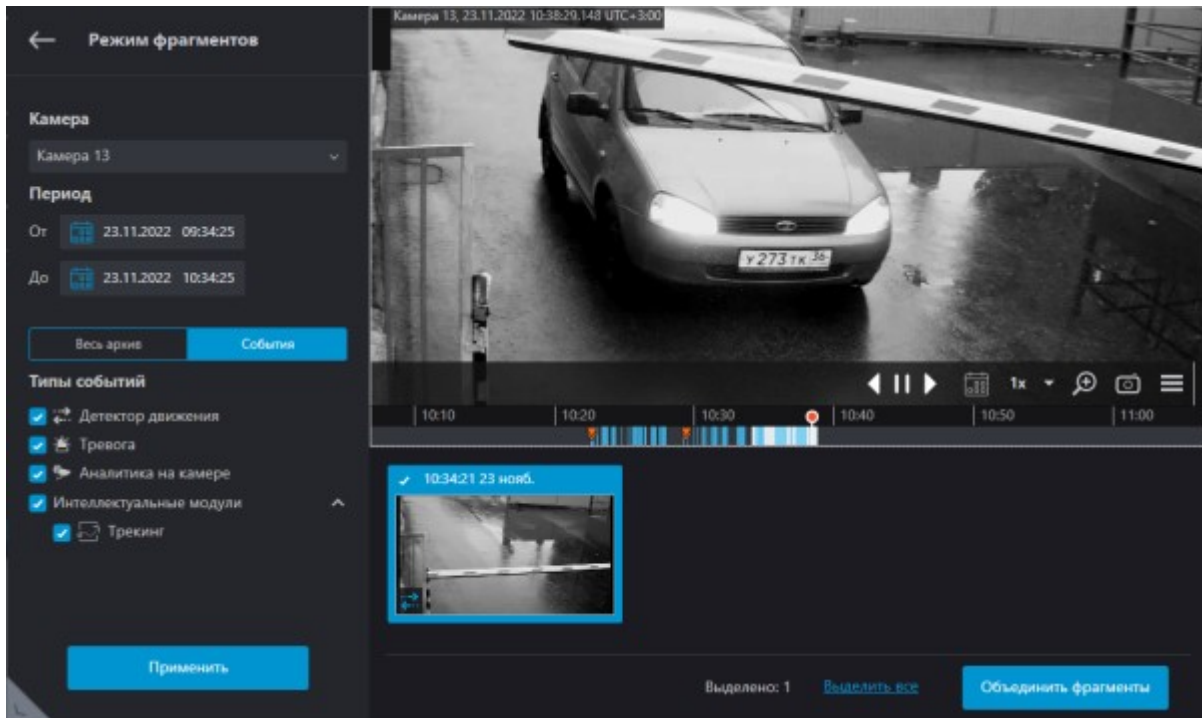 Режим фрагментов
Камера
Камера 13
Период
От 23.11.2022 09:34:25
До 23.11.2022 10:34:25
Весь архив События
Типы событий
Детектор движения
Тревога
Аналитика на камере
Интеллектуальные модули
Трекинг
Применить
Камера 13, 23.11.2022 10:38:29.148 UTC+3:00
У273ТК 36
1x
10:10 10:20 10:30 10:40 10:50 11:00
10:34:21 23 нояб.
Выделено: 1 Выделить все Объединить фрагменты